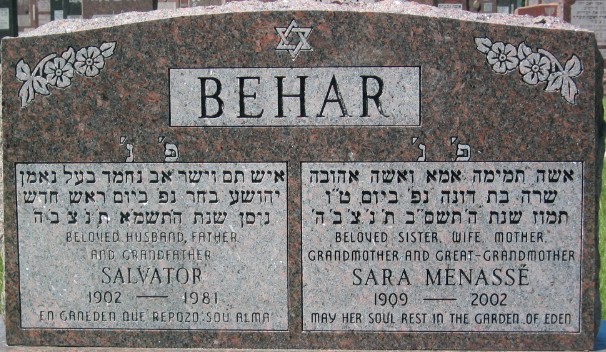 BEHAR
פ׳ נ׳
איש תם וישר אב נחמד בעל נאמן
יהושע בחר נפ׳ ביום ראש חדש
ניסן שנת ה׳תשמ״א ת׳ נ׳ צ׳ ב׳ ה׳
BELOVED HUSBAND, FATHER
AND GRANDFATHER
SALVATOR
1902 — 1981
EN GANEDEN QUE REPOZO SOU ALMA
פ׳ נ׳
אשה תמימה אמא ואשה אהובה
שרה בת דונה נפ׳ ביום ט״ו
תמוז שנת ה׳תשס״ב ת׳ נ׳ צ׳ ב׳ ה׳
BELOVED SISTER, WIFE, MOTHER,
GRANDMOTHER AND GREAT-GRANDMOTHER
SARA MENASSÉ
1909 — 2002
MAY HER SOUL REST IN THE GARDEN OF EDEN